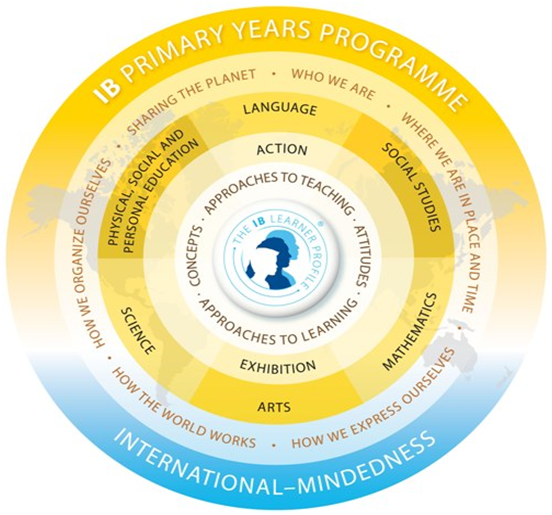 IB PRIMARY YEARS PROGRAMME
SHARING THE PLANET • WHO WE ARE • WHERE WE ARE IN PLACE AND TIME • HOW WE EXPRESS OURSELVES • HOW THE WORLD WORKS • HOW WE ORGANIZE OURSELVES •
LANGUAGE
SOCIAL STUDIES
MATHEMATICS
ARTS
SCIENCE
PHYSICAL, SOCIAL AND
PERSONAL EDUCATION
ACTION
EXHIBITION
APPROACHES TO TEACHING · ATTITUDES · APPROACHES TO LEARNING · CONCEPTS ·
THE IB LEARNER PROFILE
®
INTERNATIONAL–MINDEDNESS